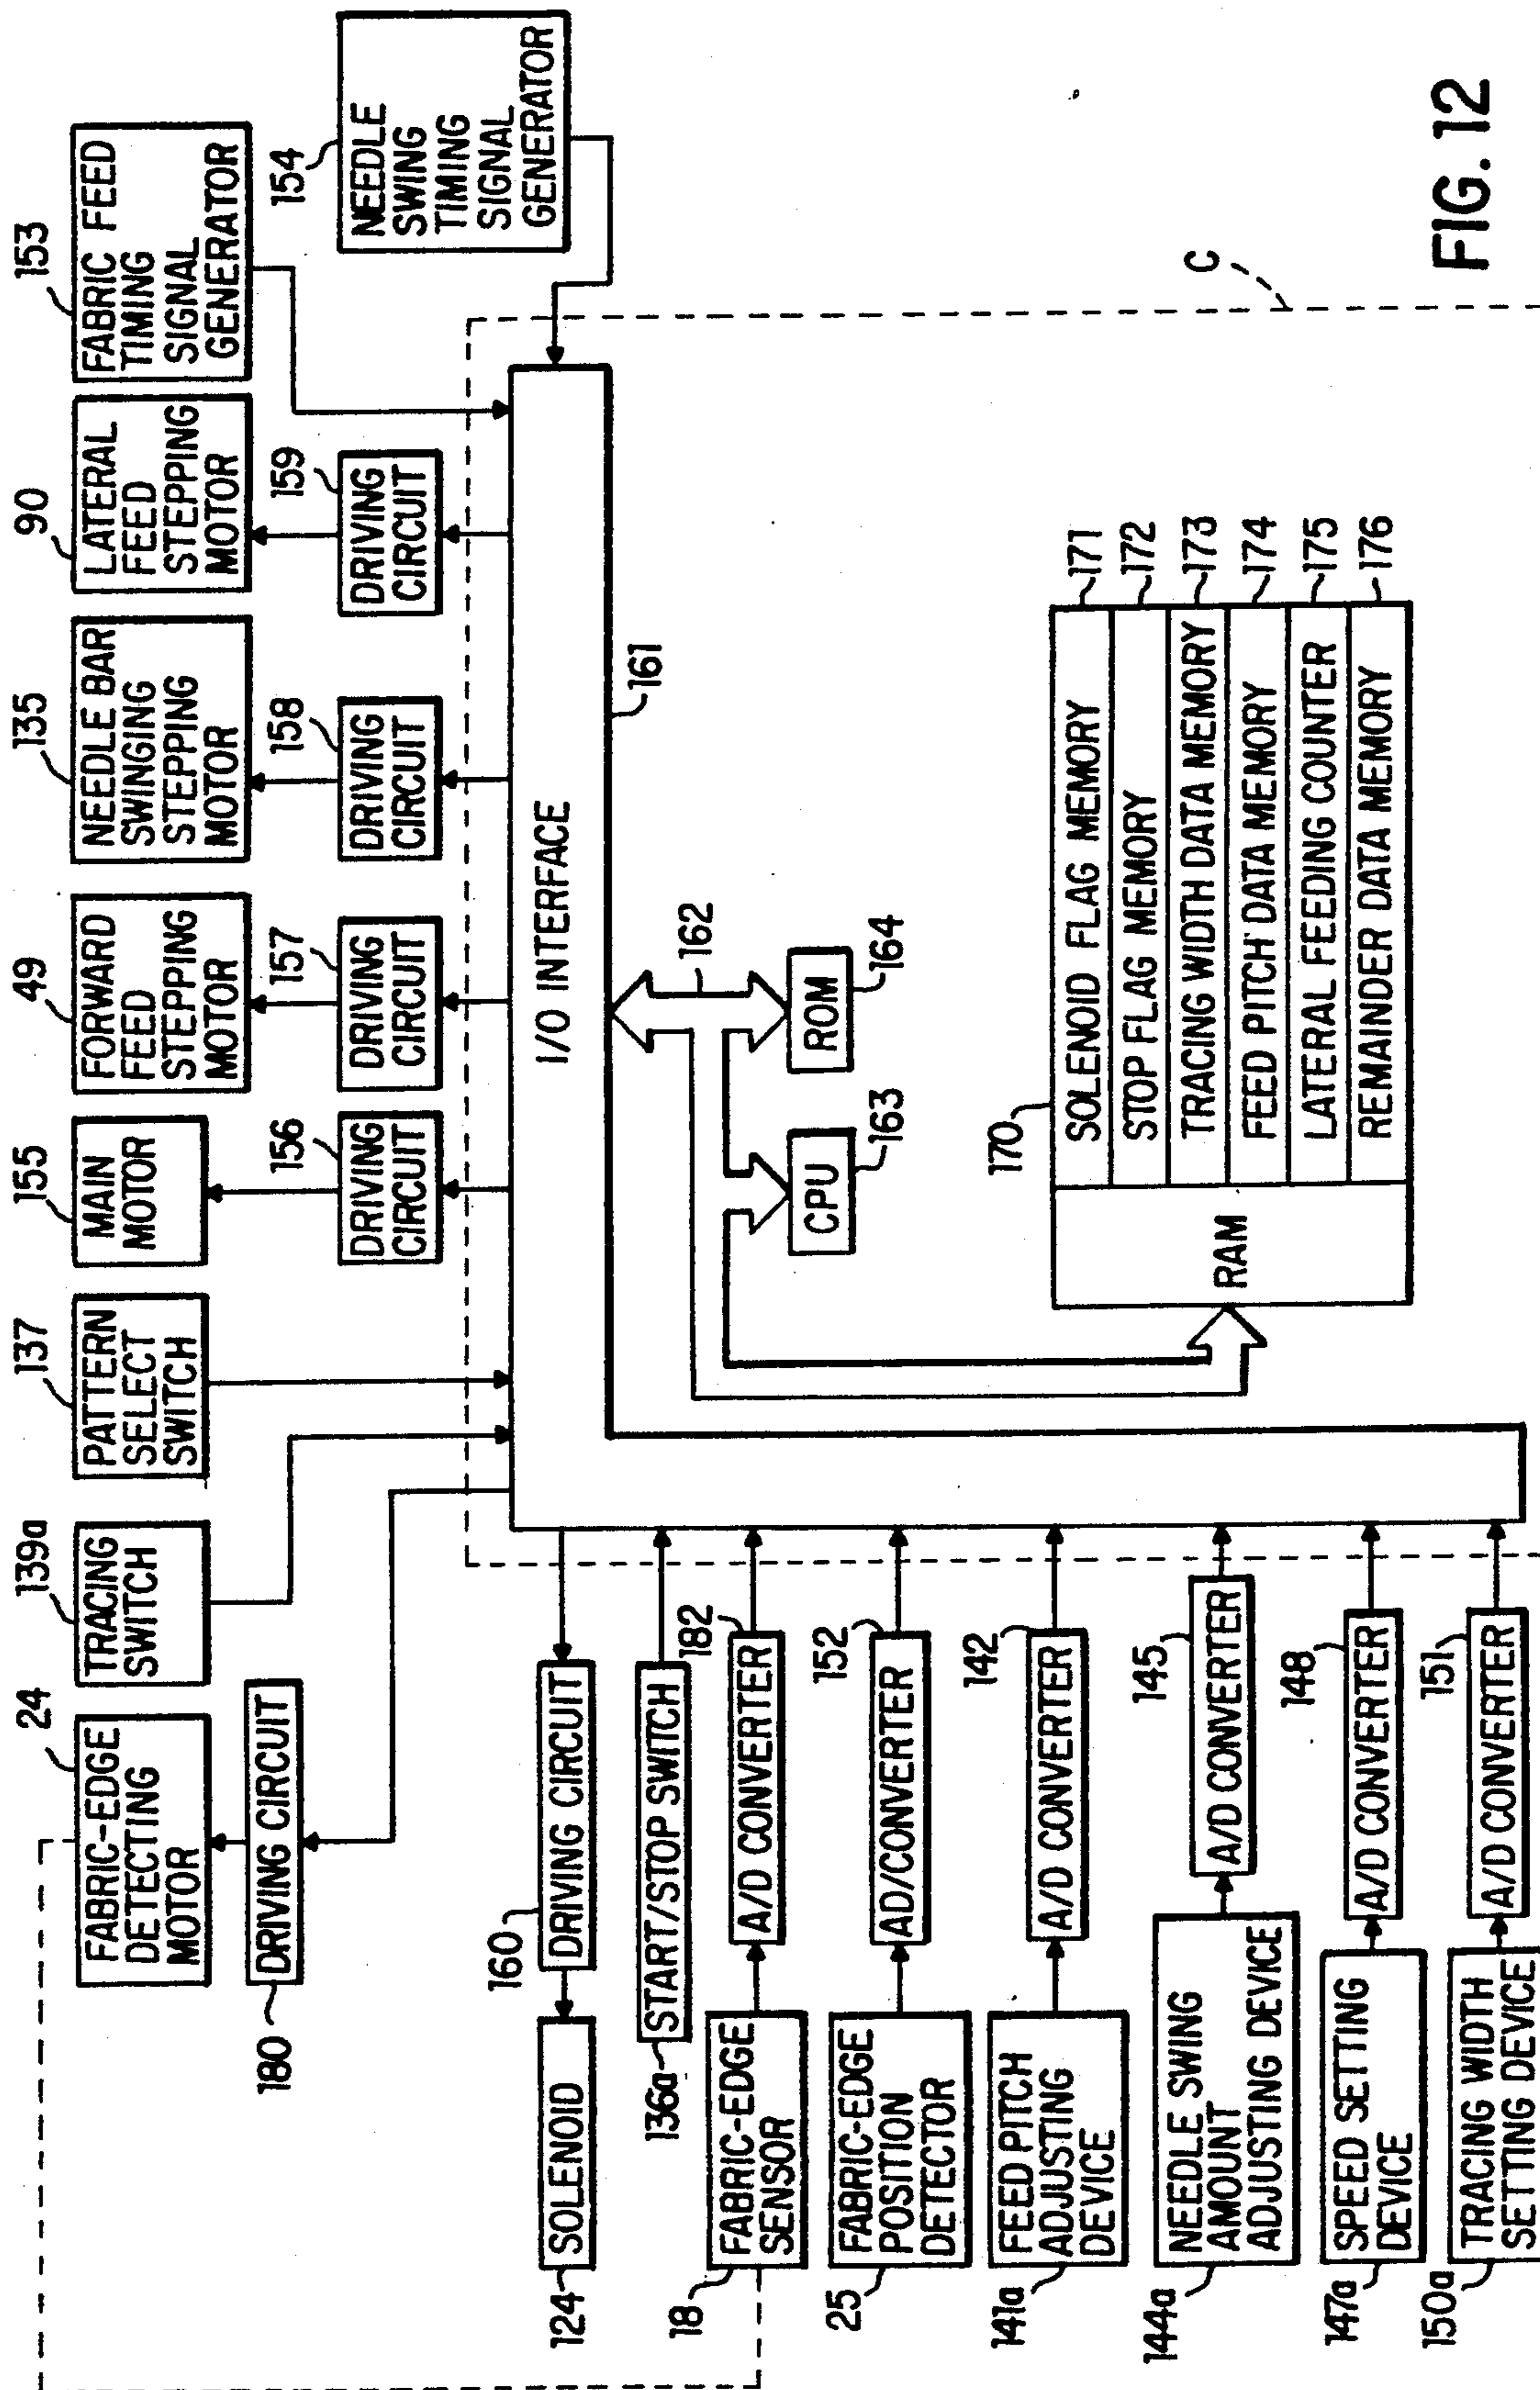 24
FABRIC-EDGE
DETECTING
MOTOR
139a
TRACING
SWITCH
137
PATTERN
SELECT
SWITCH
155
MAIN
MOTOR
49
FORWARD
FEED
STEPPING
MOTOR
135
NEEDLE BAR
SWINGING
STEPPING
MOTOR
90
LATERAL
FEED
STEPPING
MOTOR
153
FABRIC FEED
TIMING
SIGNAL
GENERATOR
180
DRIVING CIRCUIT
156
DRIVING
CIRCUIT
157
DRIVING
CIRCUIT
158
DRIVING
CIRCUIT
159
DRIVING
CIRCUIT
154
NEEDLE
SWING
TIMING
SIGNAL
GENERATOR
124
SOLENOID
160
DRIVING CIRCUIT
I/O INTERFACE
161
136a
START/STOP SWITCH
18
FABRIC-EDGE
SENSOR
A/D CONVERTER
182
25
FABRIC-EDGE
POSITION
DETECTOR
AD/CONVERTER
152
141a
FEED PITCH
ADJUSTING
DEVICE
A/D CONVERTER
142
144a
NEEDLE SWING
AMOUNT
ADJUSTING DEVICE
A/D CONVERTER
145
147a
SPEED SETTING
DEVICE
A/D CONVERTER
148
150a
TRACING WIDTH
SETTING DEVICE
A/D CONVERTER
151
162
CPU
163
ROM
164
170
RAM
SOLENOID FLAG MEMORY
171
STOP FLAG MEMORY
172
TRACING WIDTH DATA MEMORY
173
FEED PITCH DATA MEMORY
174
LATERAL FEEDING COUNTER
175
REMAINDER DATA MEMORY
176
C
FIG. 12